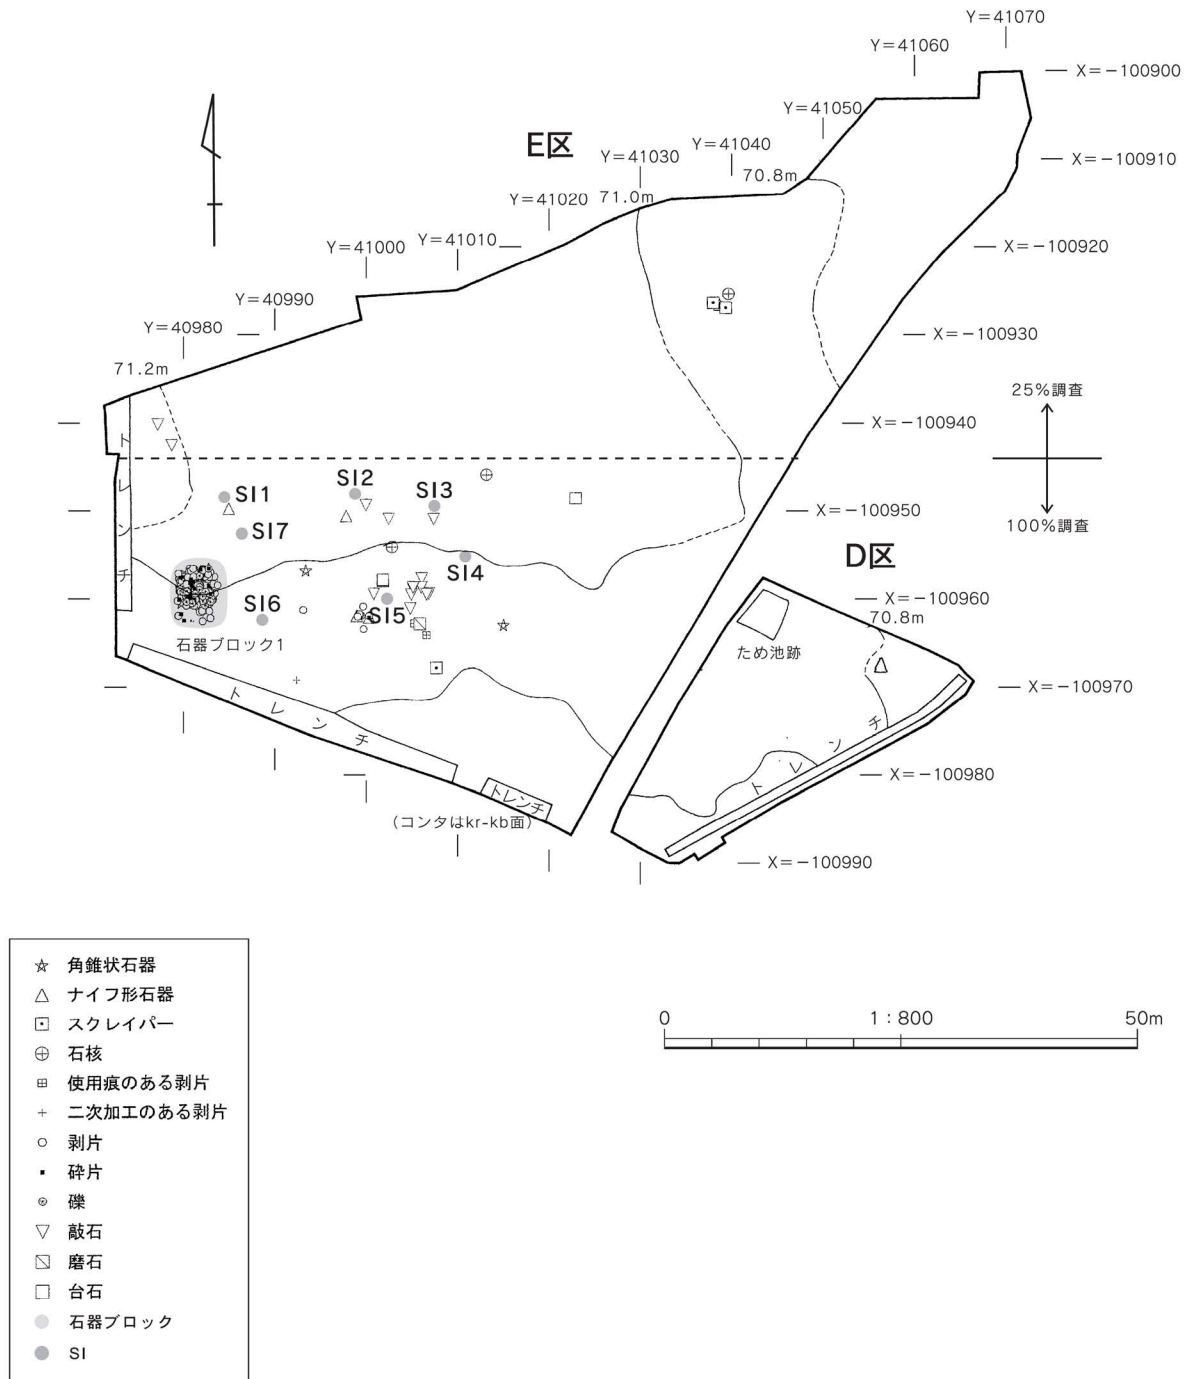 Y=41070
Y=41060
X=−100900
Y=41050
E区
Y=41040
X=−100910
Y=41030
70.8m
71.0m
Y=41020
Y=41010
Y=41000
X=−100920
Y=40990
Y=40980
X=−100930
71.2m
25%調査
X=−100940
トレンチ
SI1
SI2
SI3
X=−100950
100%調査
SI7
D区
SI4
SI5
SI6
X=−100960
70.8m
石器ブロック1
ため池跡
X=−100970
トレンチ
トレンチ
X=−100980
トレンチ
(コンタはkr-kb面)
X=−100990
角錐状石器
ナイフ形石器
スクレイパー
石核
使用痕のある剥片
二次加工のある剥片
剥片
砕片
礫
敲石
磨石
台石
石器ブロック
SI
0 1：800 50m